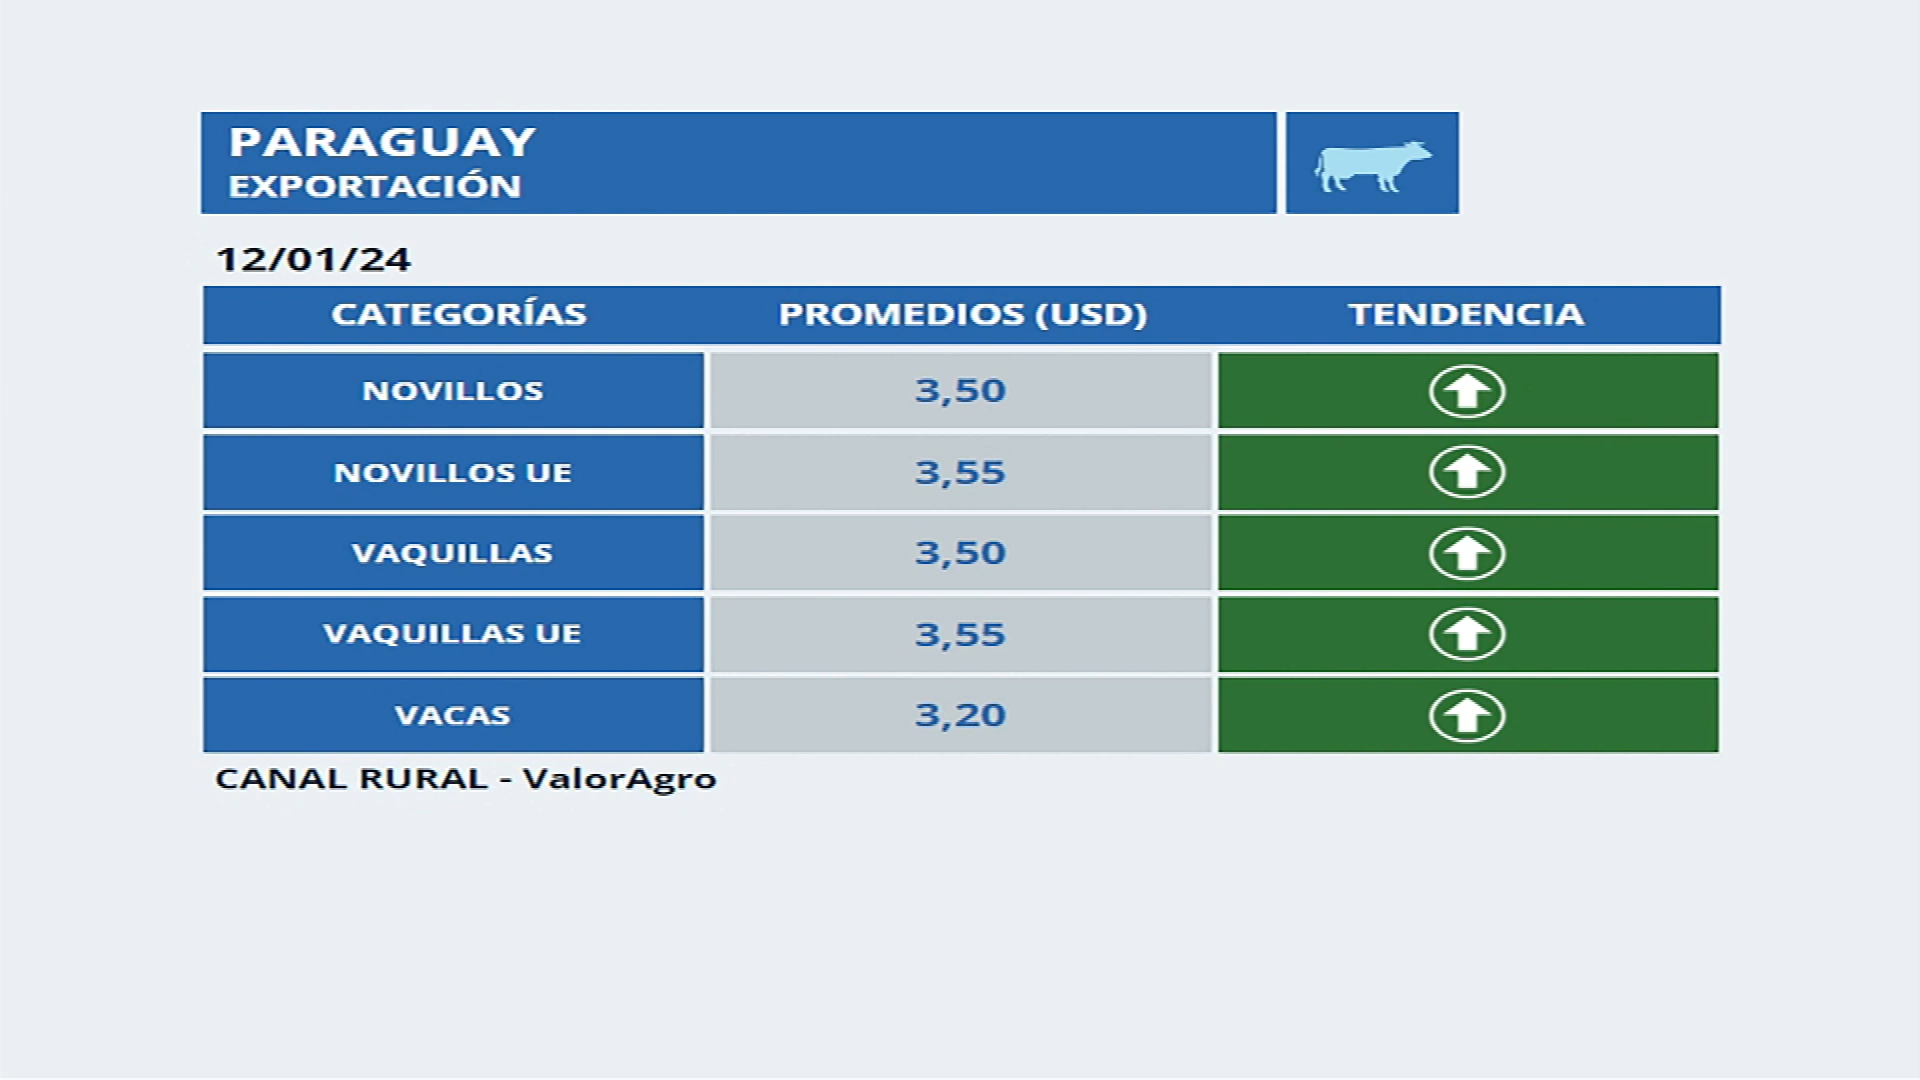 PARAGUAY
EXPORTACIÓN
12/01/24
CATEGORÍAS PROMEDIOS (USD) TENDENCIA
NOVILLOS 3,50
NOVILLOS UE 3,55
VAQUILLAS 3,50
VAQUILLAS UE 3,55
VACAS 3,20
CANAL RURAL - ValorAgro